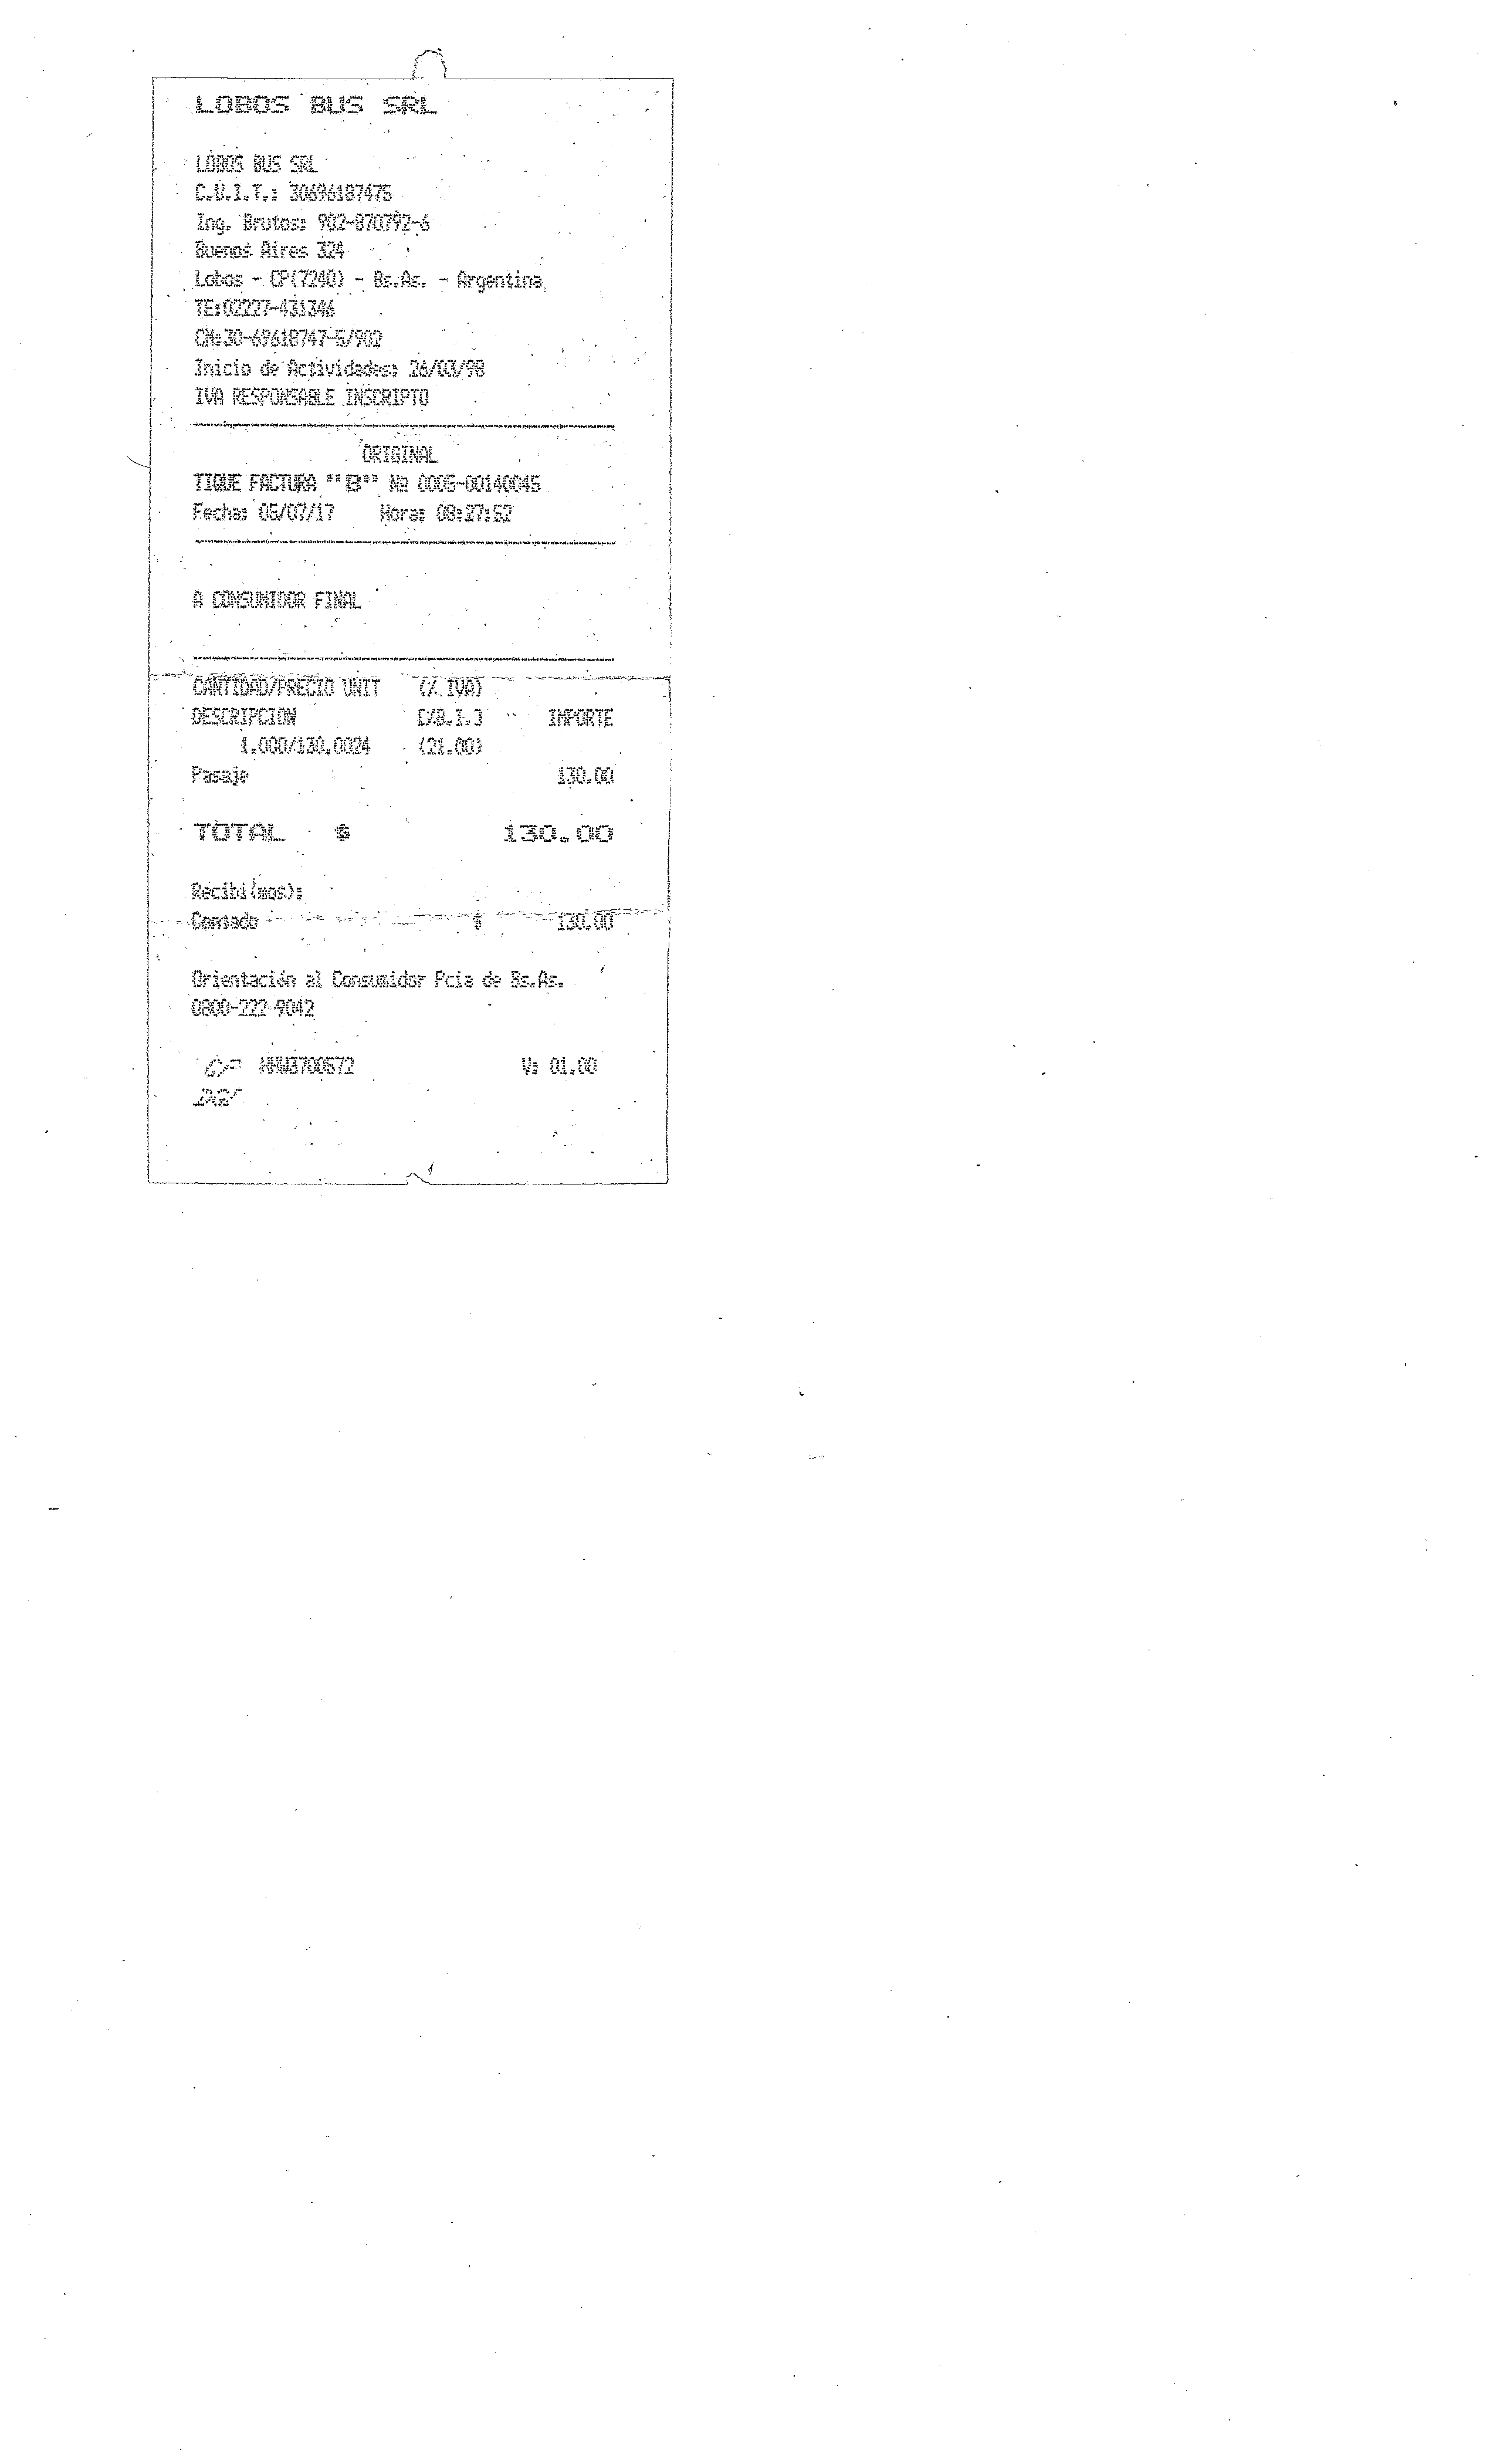 LOBOS BUS SRL
LOBOS BUS SRL
C.U.I.T.: 30696187475
Ing. Brutos: 902-870792-6
Buenos Aires 324
Lobos - CP(7240) - Bs.As. - Argentina
TE:02227-431346
CM:30-69618747-5/902
Inicio de Actividades: 26/03/98
IVA RESPONSABLE INSCRIPTO
ORIGINAL
TIQUE FACTURA "B" Nº 0005-00140045
Fecha: 05/07/17 Hora: 08:27:52
A CONSUMIDOR FINAL
CANTIDAD/PRECIO UNIT (% IVA)
DESCRIPCION [%B.I.] IMPORTE
1.000/130.0024 (21.00)
Pasaje 130.00
TOTAL $ 130.00
Recibi(mos):
Contado $ 130.00
Orientación al Consumidor Pcia de Bs.As.
0800-222-9042
HHW3700572 V: 01.00